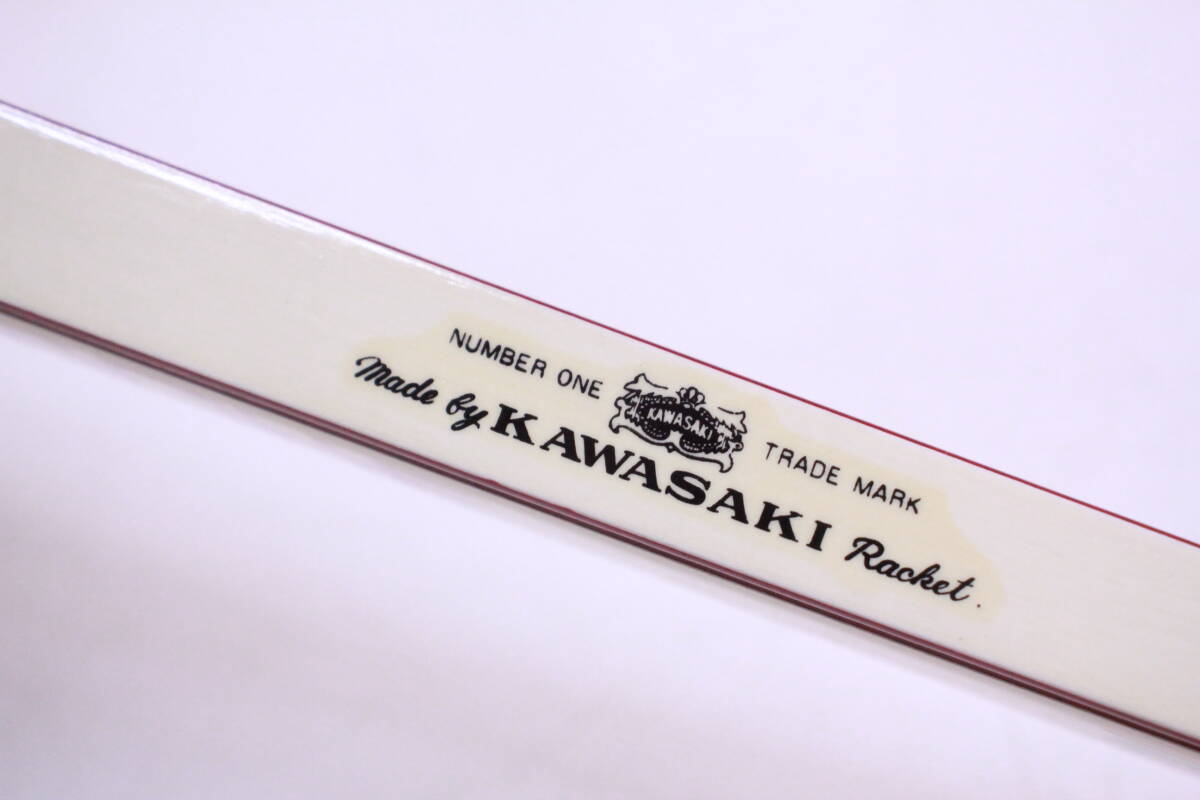 NUMBER ONE KAWASAKI TRADE MARK
Made by KAWASAKI Racket.